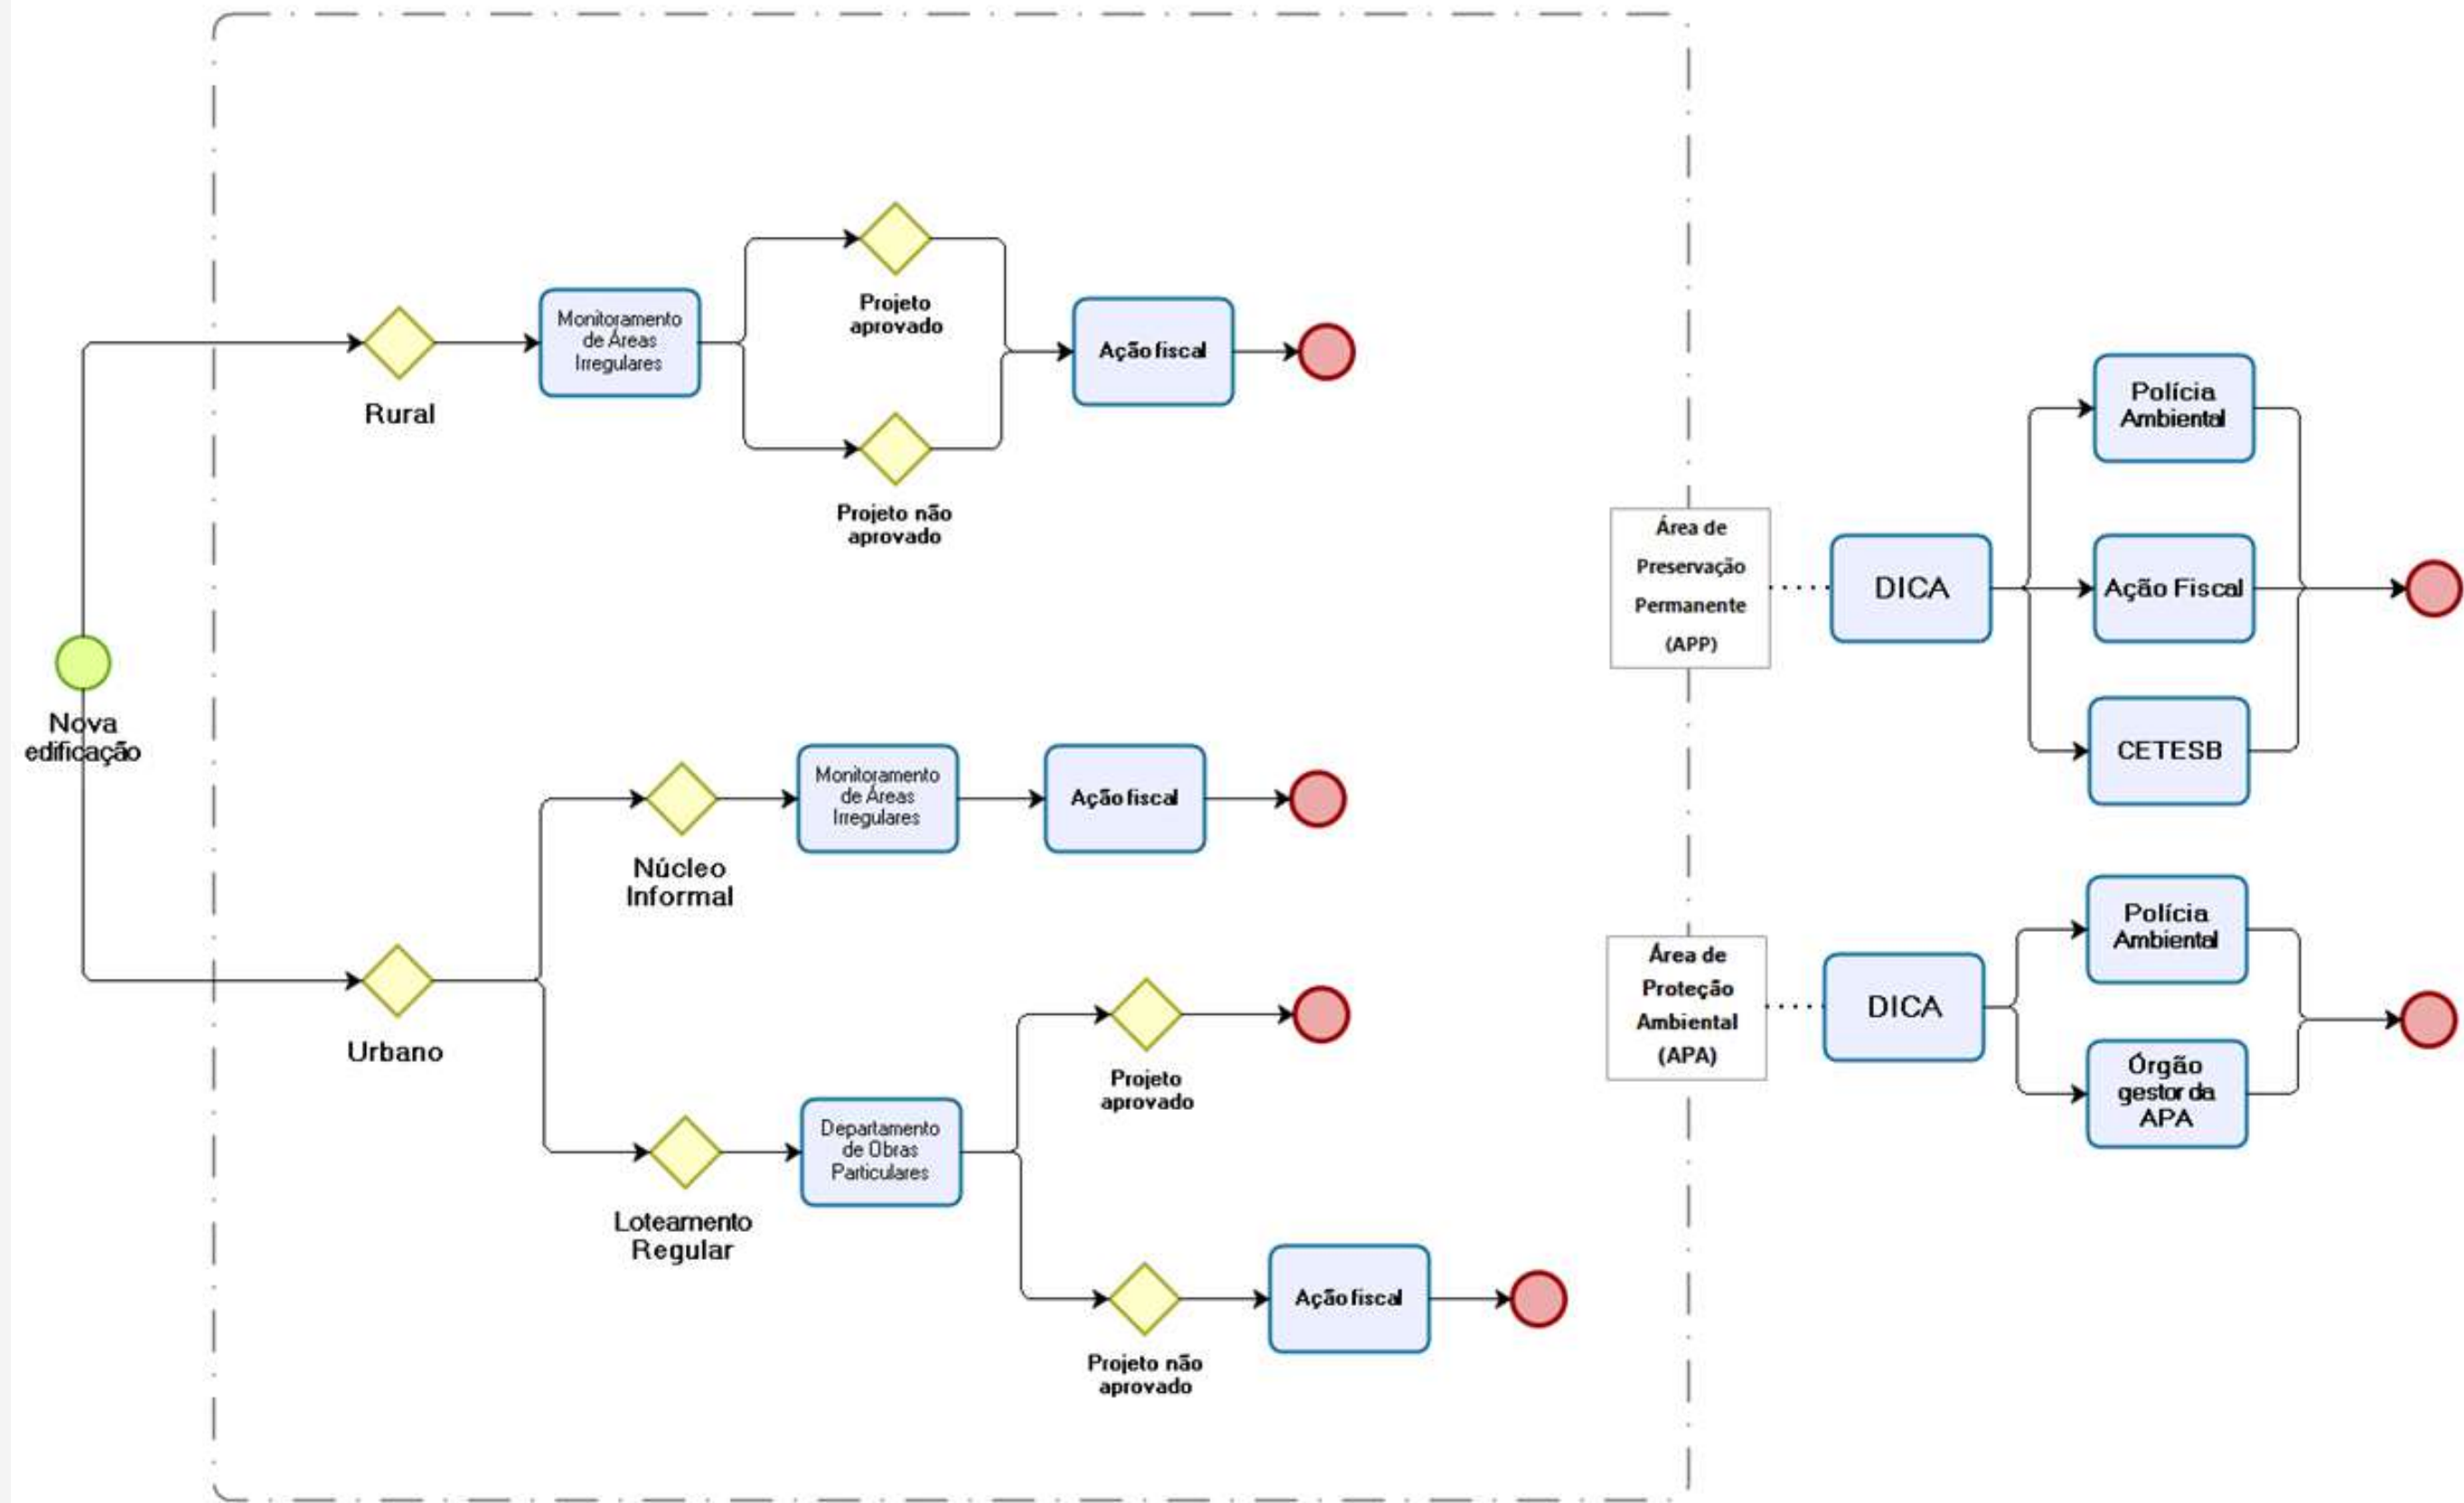 Nova
edificação
Rural
Monitoramento
de Áreas
Irregulares
Projeto
aprovado
Projeto não
aprovado
Ação fiscal
Urbano
Núcleo
Informal
Monitoramento
de Áreas
Irregulares
Ação fiscal
Loteamento
Regular
Departamento
de Obras
Particulares
Projeto
aprovado
Projeto não
aprovado
Ação fiscal
Área de
Preservação
Permanente
(APP)
DICA
Polícia
Ambiental
Ação Fiscal
CETESB
Área de
Proteção
Ambiental
(APA)
DICA
Polícia
Ambiental
Órgão
gestor da
APA